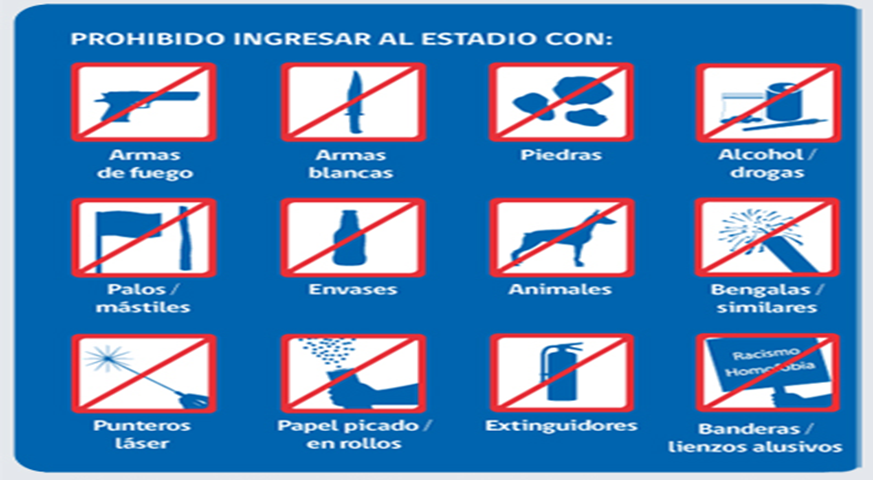 PROHIBIDO INGRESAR AL ESTADIO CON:
Armas
de fuego
Armas
blancas
Piedras
Alcohol /
drogas
Palos /
mástiles
Envases
Animales
Bengalas /
similares
Punteros
láser
Papel picado /
en rollos
Extinguidores
Racismo
Homofobia
Banderas /
lienzos alusivos